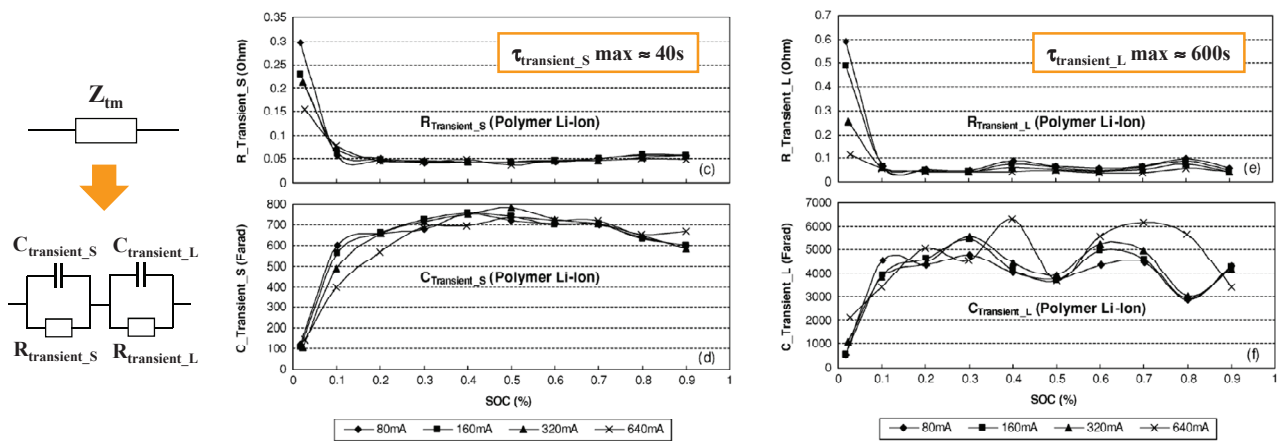 Z_tm
C_transient_S C_transient_L
R_transient_S R_transient_L
R_Transient_S (Ohm)
0.35
0.3
0.25
0.2
0.15
0.1
0.05
0
τ_transient_S max ≈ 40s
R_Transient_S (Polymer Li-Ion)
(c)
C_Transient_S (Farad)
800
700
600
500
400
300
200
100
0 0.1 0.2 0.3 0.4 0.5 0.6 0.7 0.8 0.9 1
C_Transient_S (Polymer Li-Ion)
(d)
SOC (%)
80mA 160mA 320mA 640mA
R_Transient_L (Ohm)
0.7
0.6
0.5
0.4
0.3
0.2
0.1
0
τ_transient_L max ≈ 600s
R_Transient_L (Polymer Li-Ion)
(e)
C_Transient_L (Farad)
7000
6000
5000
4000
3000
2000
1000
0
0 0.1 0.2 0.3 0.4 0.5 0.6 0.7 0.8 0.9 1
C_Transient_L (Polymer Li-Ion)
(f)
SOC (%)
80mA 160mA 320mA 640mA